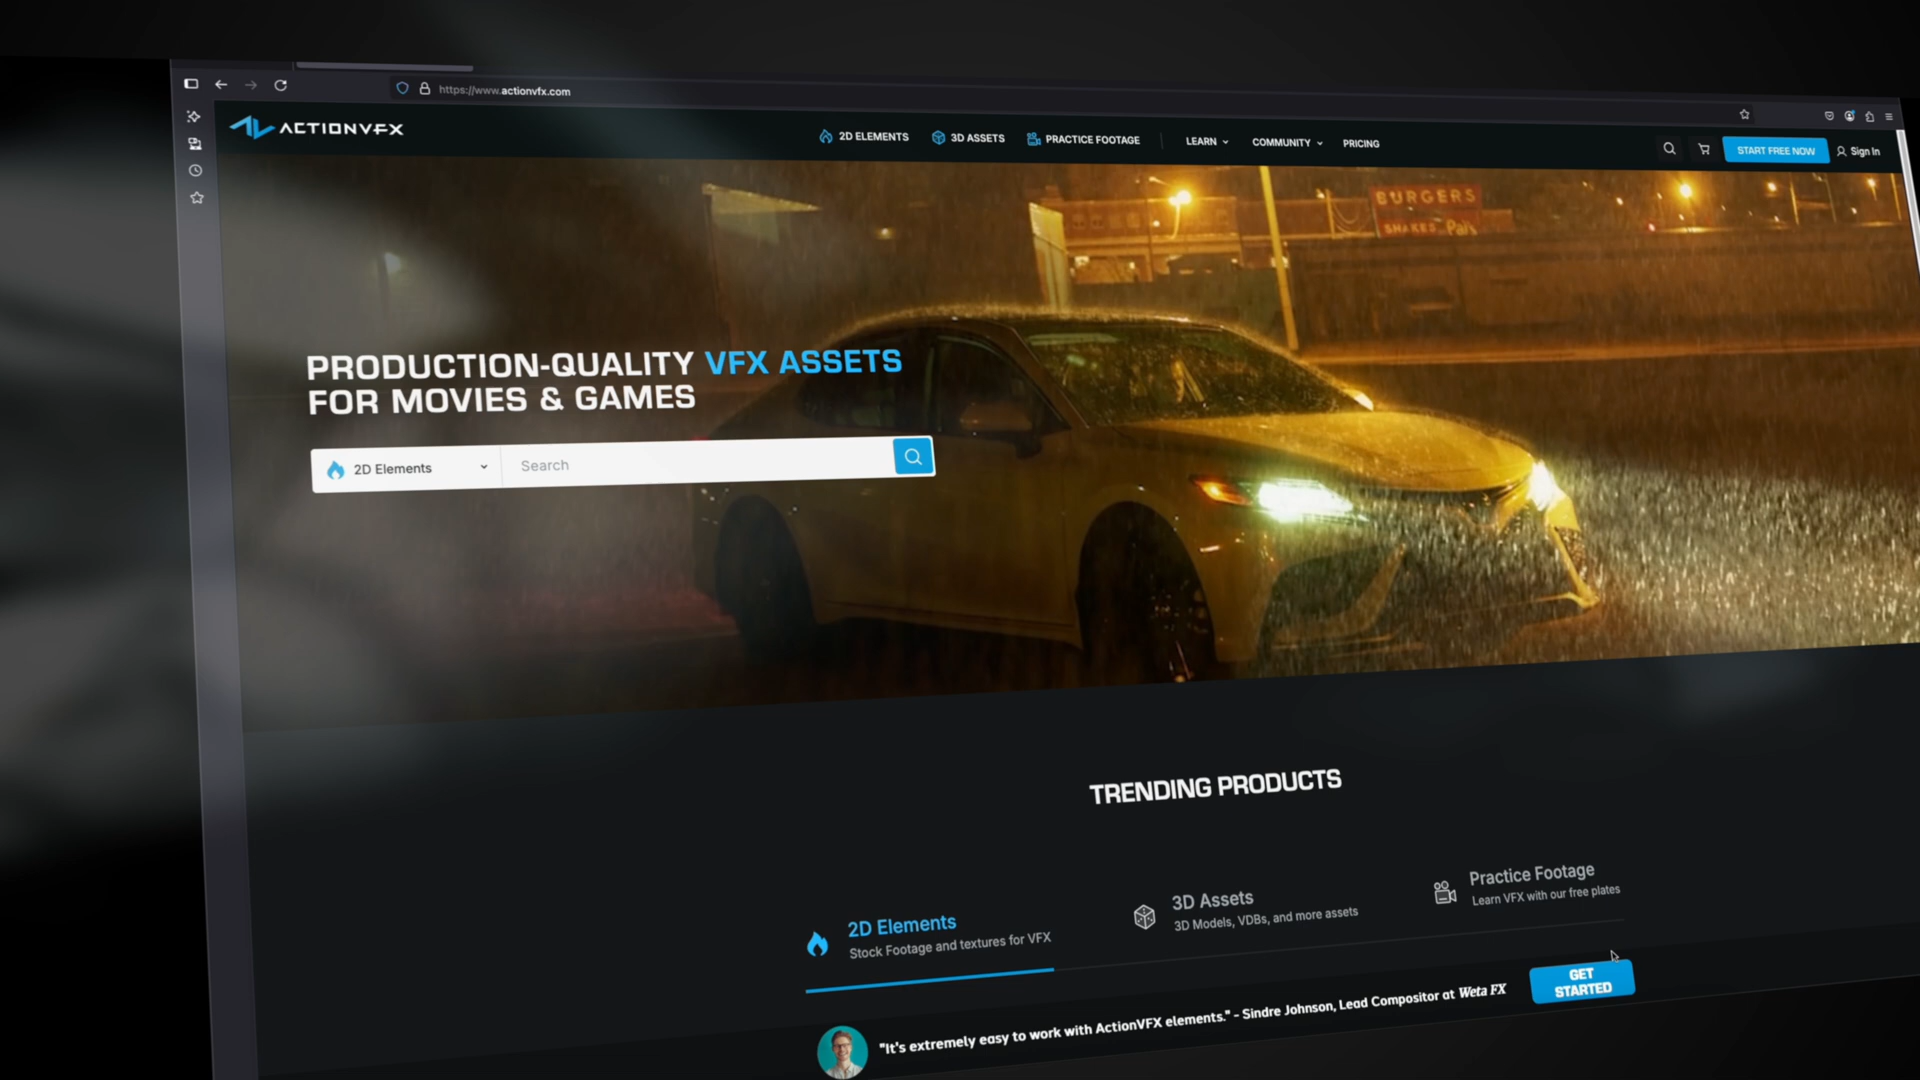 https://www.actionvfx.com
ACTIONVFX
2D ELEMENTS
3D ASSETS
PRACTICE FOOTAGE
LEARN
COMMUNITY
PRICING
START FREE NOW
Sign In
BURGERS
SHAKES
PRODUCTION-QUALITY VFX ASSETS
FOR MOVIES & GAMES
2D Elements
Search
TRENDING PRODUCTS
2D Elements
Stock Footage and textures for VFX
3D Assets
3D Models, VDBs, and more assets
Practice Footage
Learn VFX with our free plates
"It's extremely easy to work with ActionVFX elements." - Sindre Johnson, Lead Compositor at Weta FX
GET
STARTED